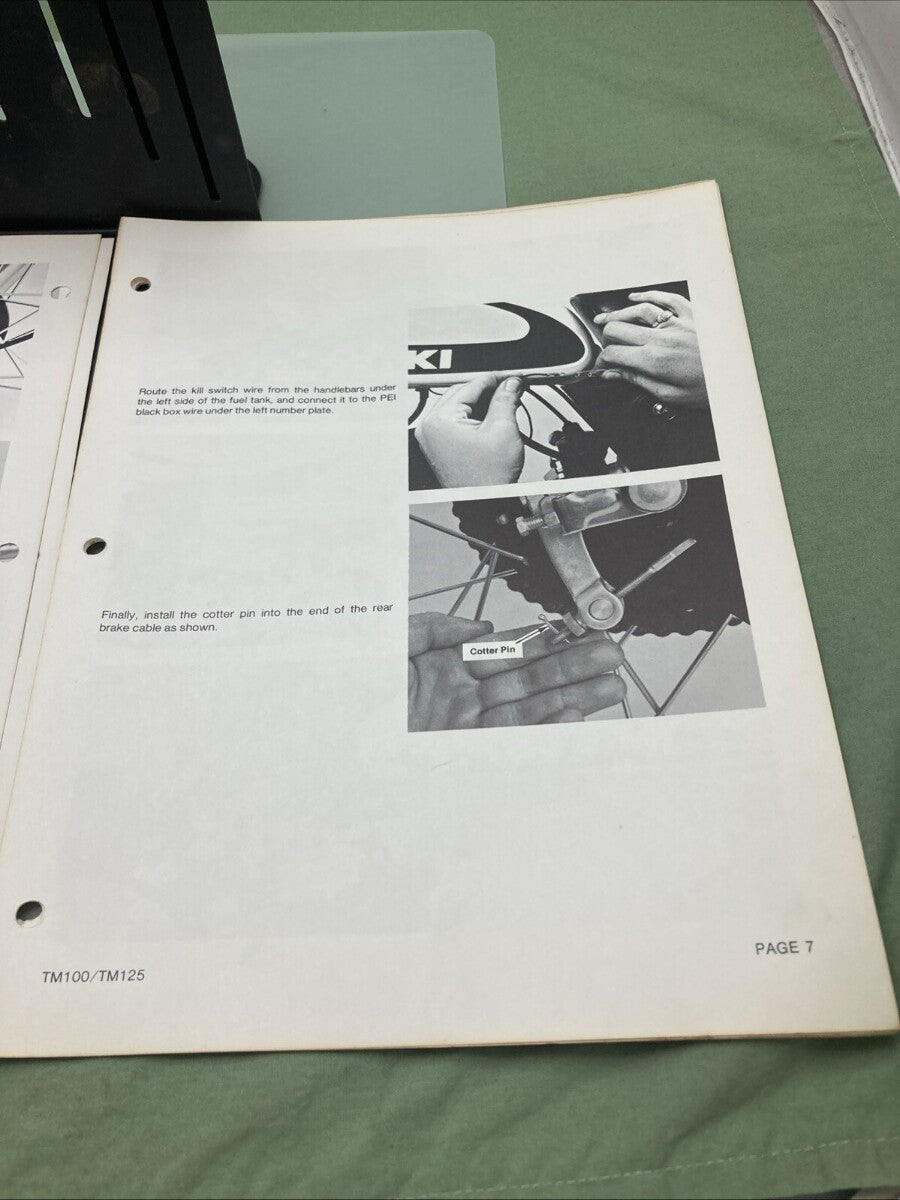 KI
Route the kill switch wire from the handlebars under
the left side of the fuel tank, and connect it to the PEI
black box wire under the left number plate.
Finally, install the cotter pin into the end of the rear
brake cable as shown.
Cotter Pin
PAGE 7
TM100/TM125